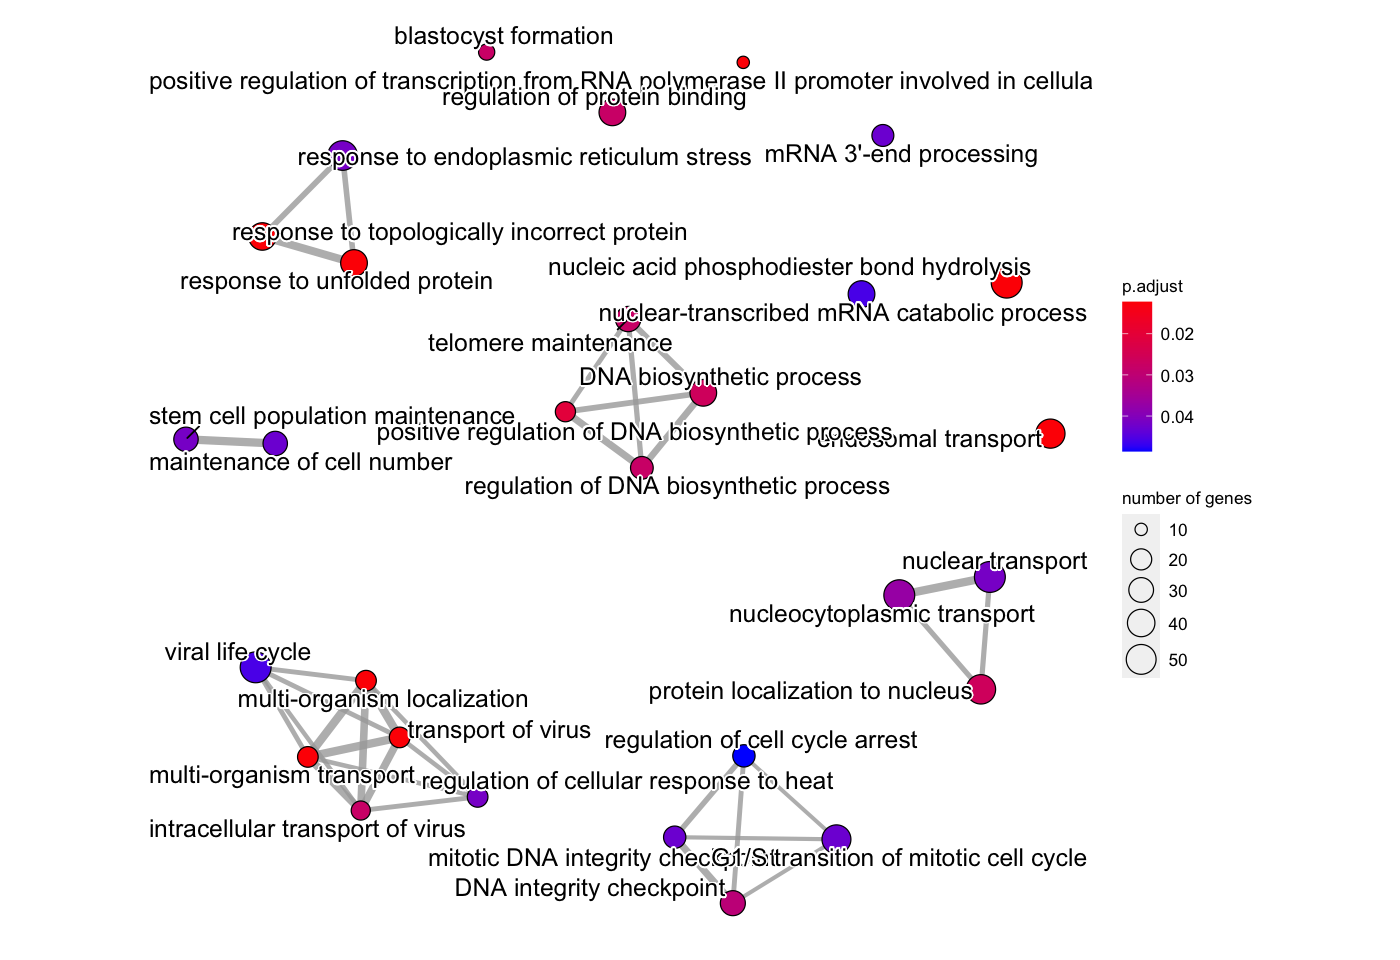 blastocyst formation
positive regulation of transcription from RNA polymerase II promoter involved in cellula
regulation of protein binding
mRNA 3'-end processing
response to endoplasmic reticulum stress
response to topologically incorrect protein
response to unfolded protein
nucleic acid phosphodiester bond hydrolysis
nuclear-transcribed mRNA catabolic process
telomere maintenance
DNA biosynthetic process
stem cell population maintenance
positive regulation of DNA biosynthetic process
endosomal transport
maintenance of cell number
regulation of DNA biosynthetic process
nuclear transport
nucleocytoplasmic transport
viral life cycle
protein localization to nucleus
multi-organism localization
transport of virus
regulation of cell cycle arrest
multi-organism transport
regulation of cellular response to heat
intracellular transport of virus
mitotic DNA integrity
G1/S transition of mitotic cell cycle
DNA integrity checkpoint
p.adjust
0.02
0.03
0.04
number of genes
10
20
30
40
50